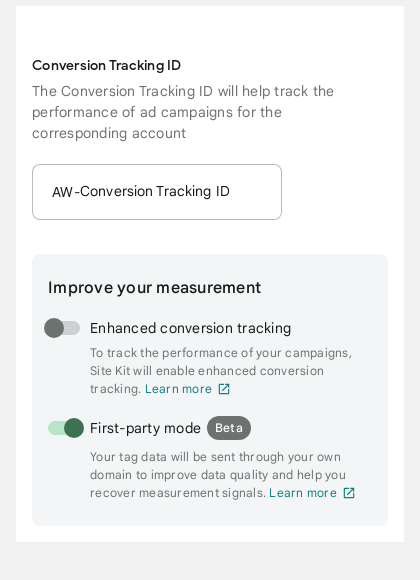 Conversion Tracking ID
The Conversion Tracking ID will help track the
performance of ad campaigns for the
corresponding account
AW-Conversion Tracking ID
Improve your measurement
Enhanced conversion tracking
To track the performance of your campaigns,
Site Kit will enable enhanced conversion
tracking. Learn more
First-party mode Beta
Your tag data will be sent through your own
domain to improve data quality and help you
recover measurement signals. Learn more